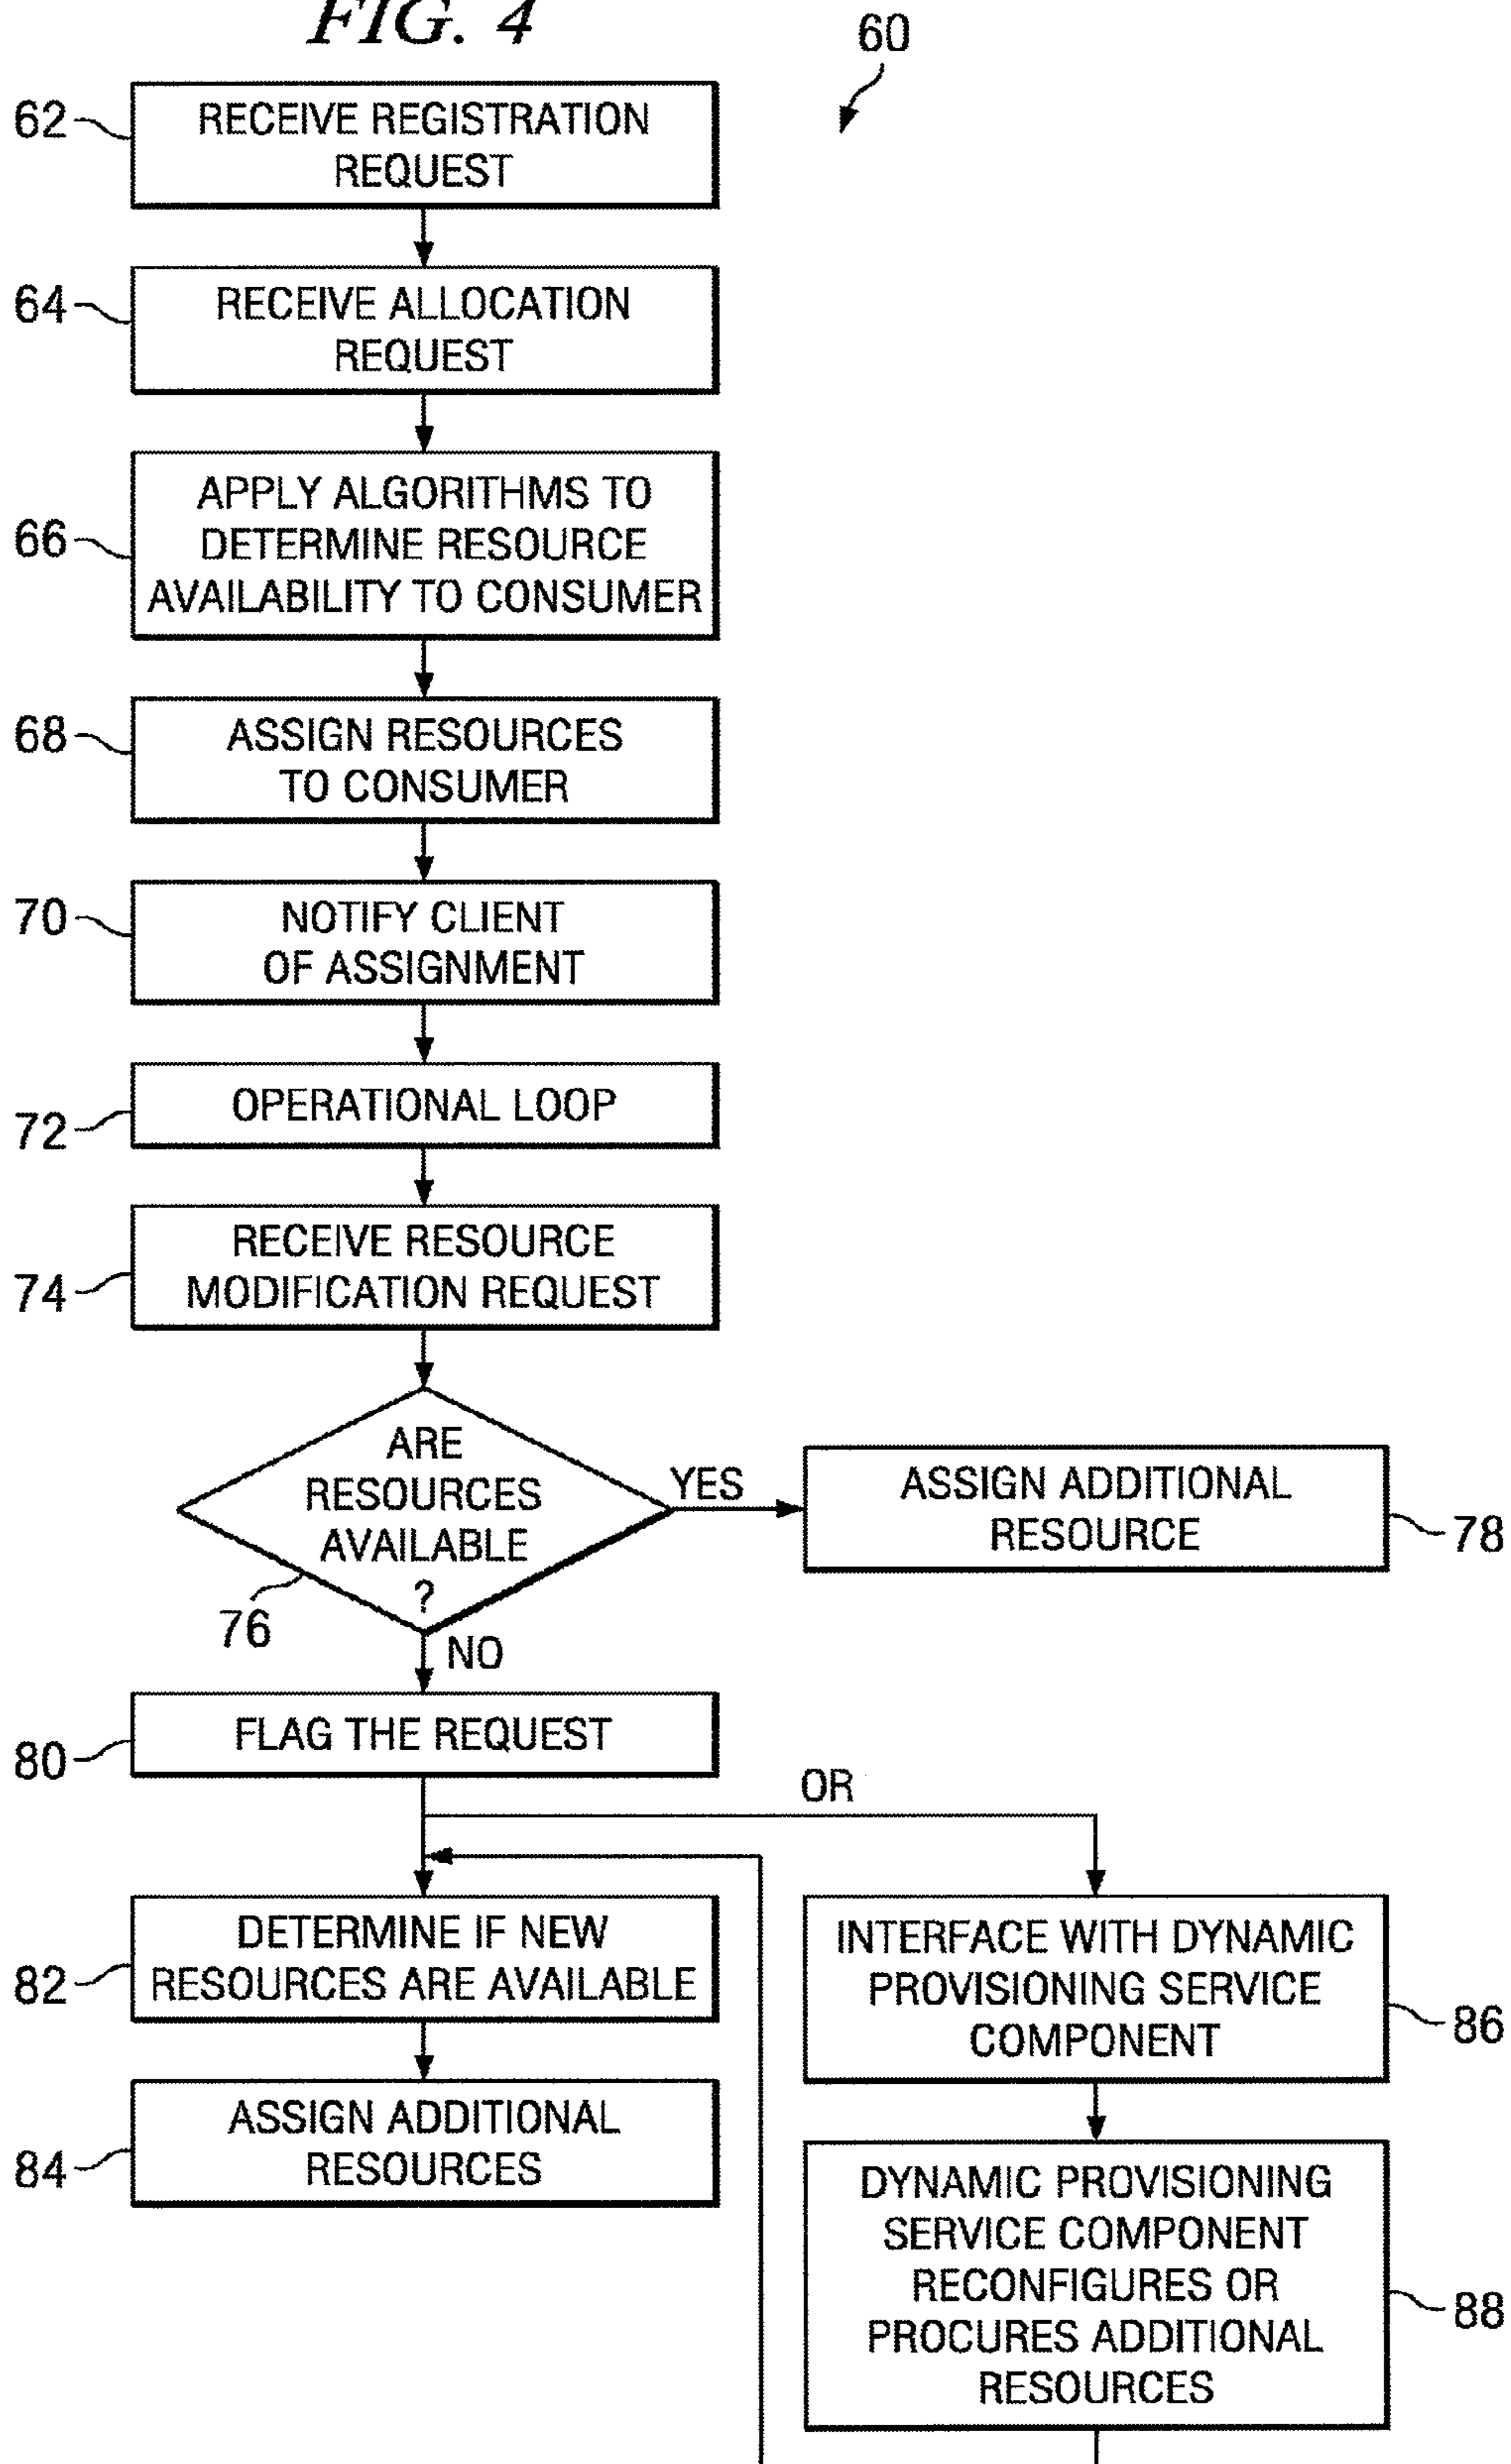 FIG. 4
60
62
RECEIVE REGISTRATION
REQUEST
64
RECEIVE ALLOCATION
REQUEST
66
APPLY ALGORITHMS TO
DETERMINE RESOURCE
AVAILABILITY TO CONSUMER
68
ASSIGN RESOURCES
TO CONSUMER
70
NOTIFY CLIENT
OF ASSIGNMENT
72
OPERATIONAL LOOP
74
RECEIVE RESOURCE
MODIFICATION REQUEST
ARE
RESOURCES
AVAILABLE
?
76
YES
ASSIGN ADDITIONAL
RESOURCE
78
NO
80
FLAG THE REQUEST
OR
82
DETERMINE IF NEW
RESOURCES ARE AVAILABLE
84
ASSIGN ADDITIONAL
RESOURCES
INTERFACE WITH DYNAMIC
PROVISIONING SERVICE
COMPONENT
86
DYNAMIC PROVISIONING
SERVICE COMPONENT
RECONFIGURES OR
PROCURES ADDITIONAL
RESOURCES
88